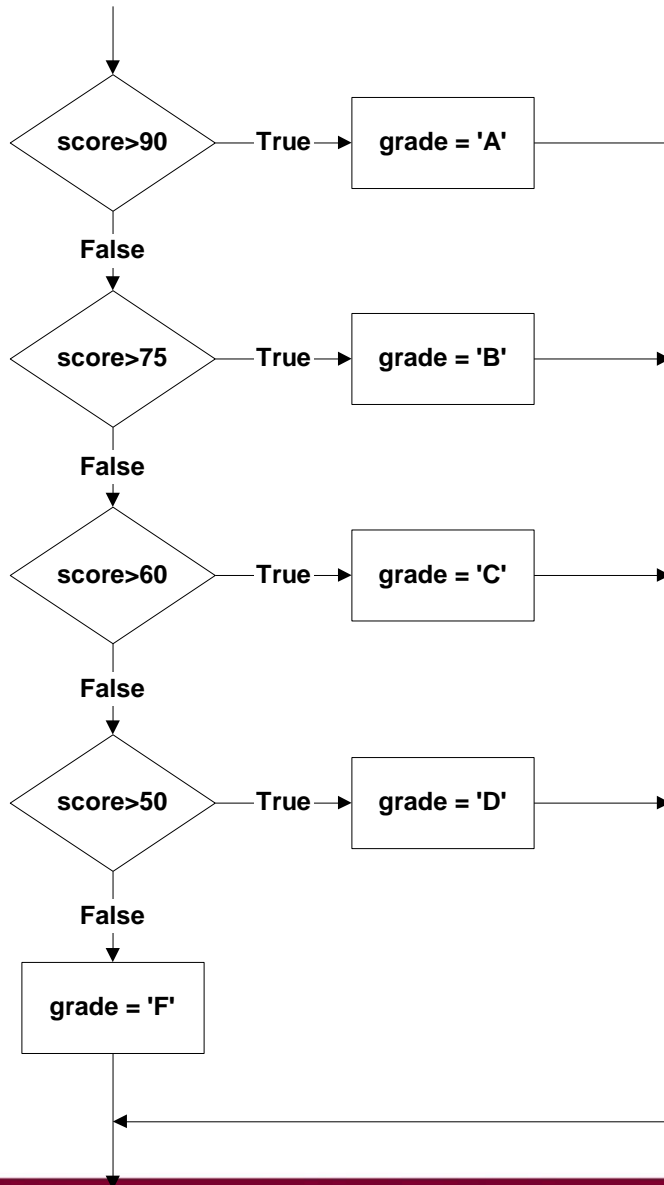 score>90
True
grade = 'A'
False
score>75
True
grade = 'B'
False
score>60
True
grade = 'C'
False
score>50
True
grade = 'D'
False
grade = 'F'